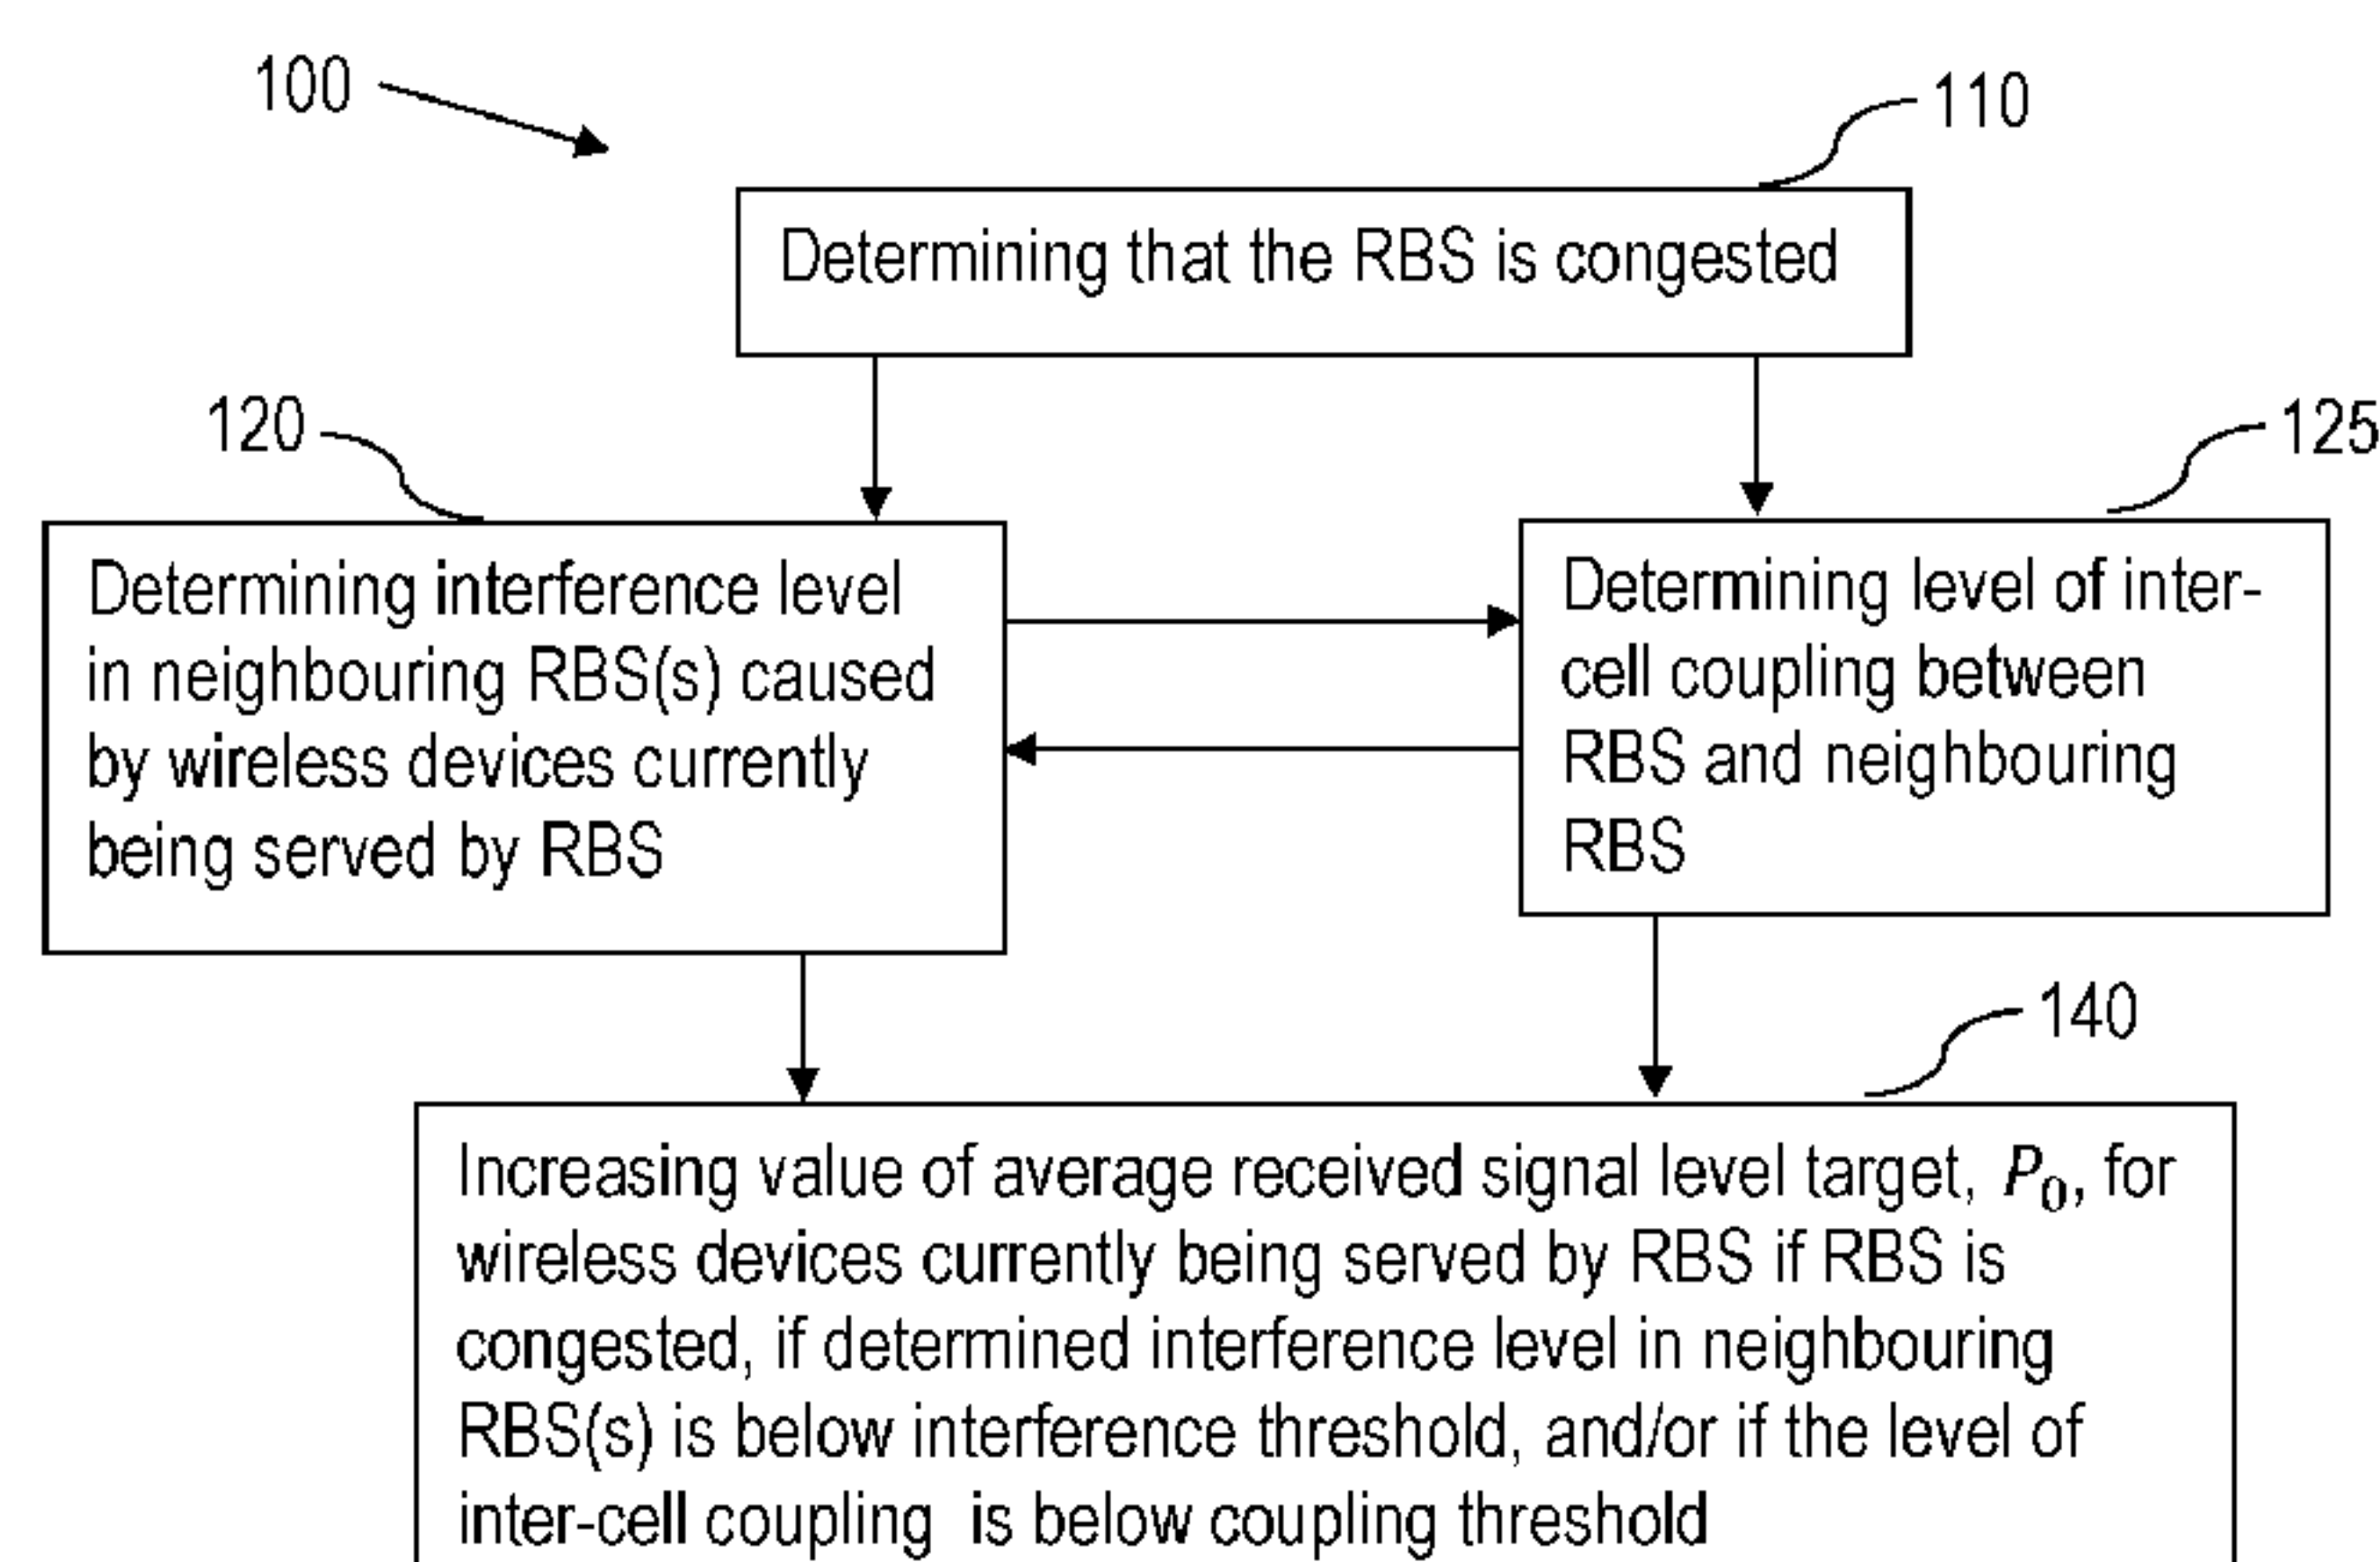 100
110
Determining that the RBS is congested
120
125
Determining interference level
in neighbouring RBS(s) caused
by wireless devices currently
being served by RBS
Determining level of inter-
cell coupling between
RBS and neighbouring
RBS
140
Increasing value of average received signal level target, P₀, for
wireless devices currently being served by RBS if RBS is
congested, if determined interference level in neighbouring
RBS(s) is below interference threshold, and/or if the level of
inter-cell coupling is below coupling threshold